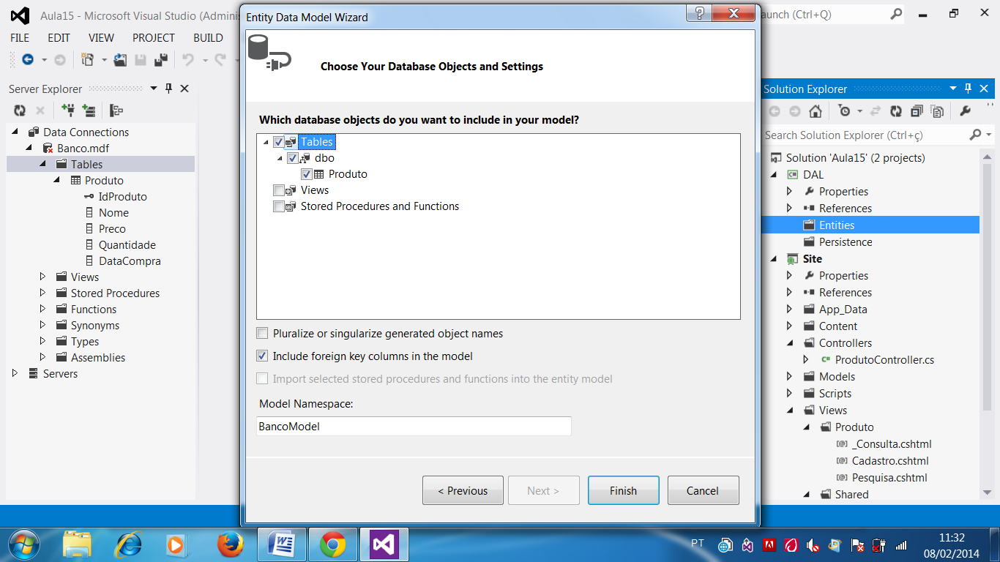 Aula15 - Microsoft Visual Studio (Adminis
aunch (Ctrl+Q)
FILE EDIT VIEW PROJECT BUILD
Server Explorer
Data Connections
Banco.mdf
Tables
Produto
IdProduto
Nome
Preco
Quantidade
DataCompra
Views
Stored Procedures
Functions
Synonyms
Types
Assemblies
Servers
Entity Data Model Wizard
Choose Your Database Objects and Settings
Which database objects do you want to include in your model?
Tables
dbo
Produto
Views
Stored Procedures and Functions
Pluralize or singularize generated object names
Include foreign key columns in the model
Import selected stored procedures and functions into the entity model
Model Namespace:
BancoModel
< Previous Next > Finish Cancel
Solution Explorer
Search Solution Explorer (Ctrl+ç)
Solution 'Aula15' (2 projects)
DAL
Properties
References
Entities
Persistence
Site
Properties
References
App_Data
Content
Controllers
ProdutoController.cs
Models
Scripts
Views
Produto
_Consulta.cshtml
Cadastro.cshtml
Pesquisa.cshtml
Shared
PT
11:32
08/02/2014